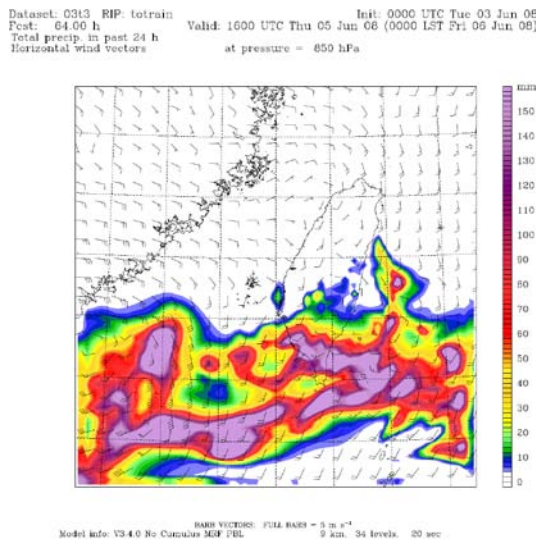 Dataset: 03t3 RIP: totrain Init: 0000 UTC Tue 03 Jun 08
Fcst: 64.00 h Valid: 1600 UTC Thu 05 Jun 08 (0000 LST Fri 06 Jun 08)
Total precip. in past 24 h
Horizontal wind vectors at pressure = 850 hPa
mm
150
140
130
120
110
100
90
80
70
60
50
40
30
20
10
0
BARB VECTORS: FULL BARB = 5 m s⁻¹
Model info: V3.4.0 No Cumulus MRF PBL 9 km, 34 levels, 20 sec